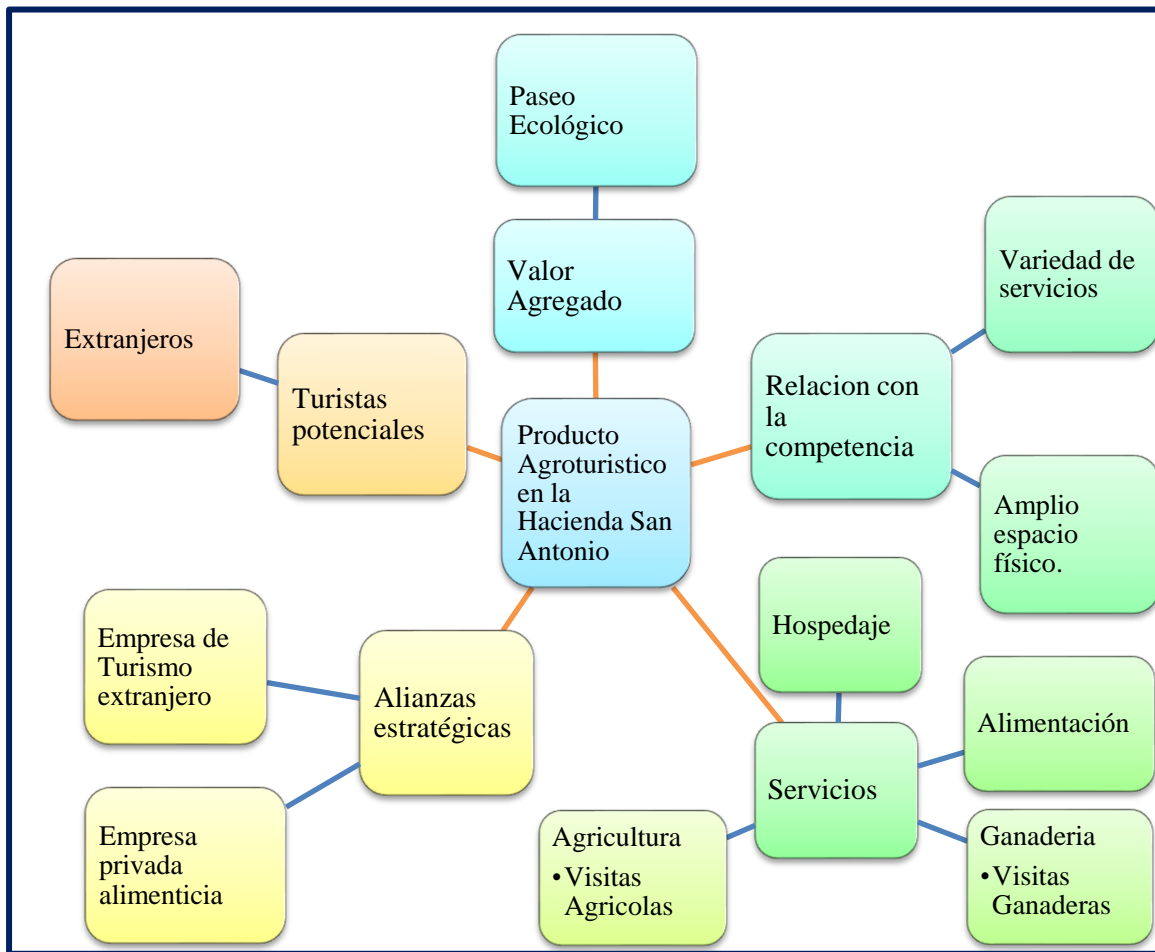 Paseo
Ecológico
Valor
Agregado
Variedad de
servicios
Extranjeros
Turistas
potenciales
Relacion con
la
competencia
Producto
Agroturistico
en la
Hacienda San
Antonio
Amplio
espacio
físico.
Hospedaje
Empresa de
Turismo
extranjero
Alianzas
estratégicas
Alimentación
Servicios
Empresa
privada
alimenticia
Agricultura
•Visitas
Agricolas
Ganaderia
•Visitas
Ganaderas